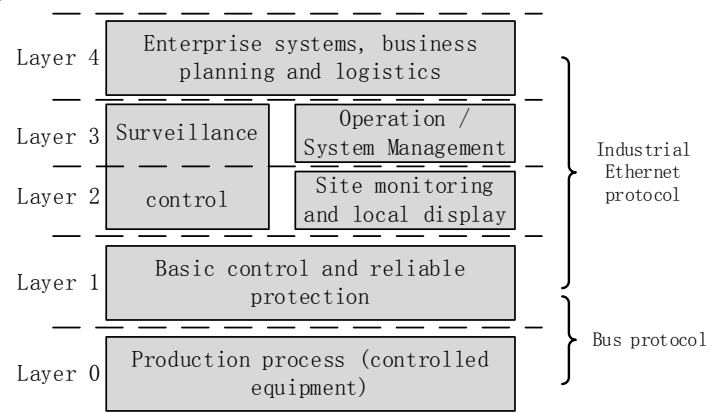 Layer 4
Enterprise systems, business
planning and logistics
Layer 3
Surveillance
Operation /
System Management
Layer 2
control
Site monitoring
and local display
Layer 1
Basic control and reliable
protection
Layer 0
Production process (controlled
equipment)
Industrial
Ethernet
protocol
Bus protocol